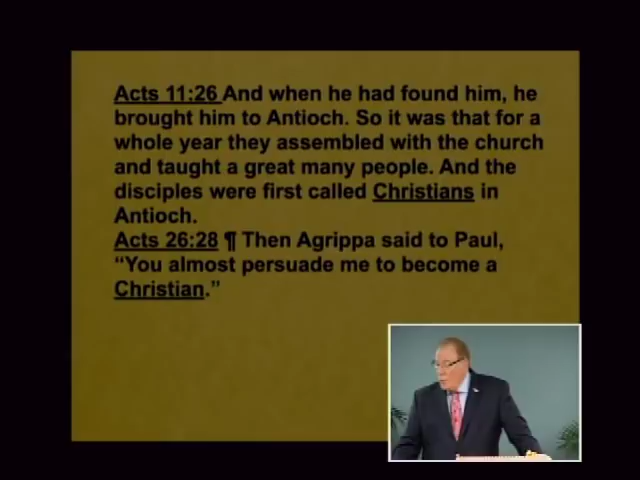 Acts 11:26 And when he had found him, he
brought him to Antioch. So it was that for a
whole year they assembled with the church
and taught a great many people. And the
disciples were first called Christians in
Antioch.
Acts 26:28 ¶ Then Agrippa said to Paul,
“You almost persuade me to become a
Christian.”